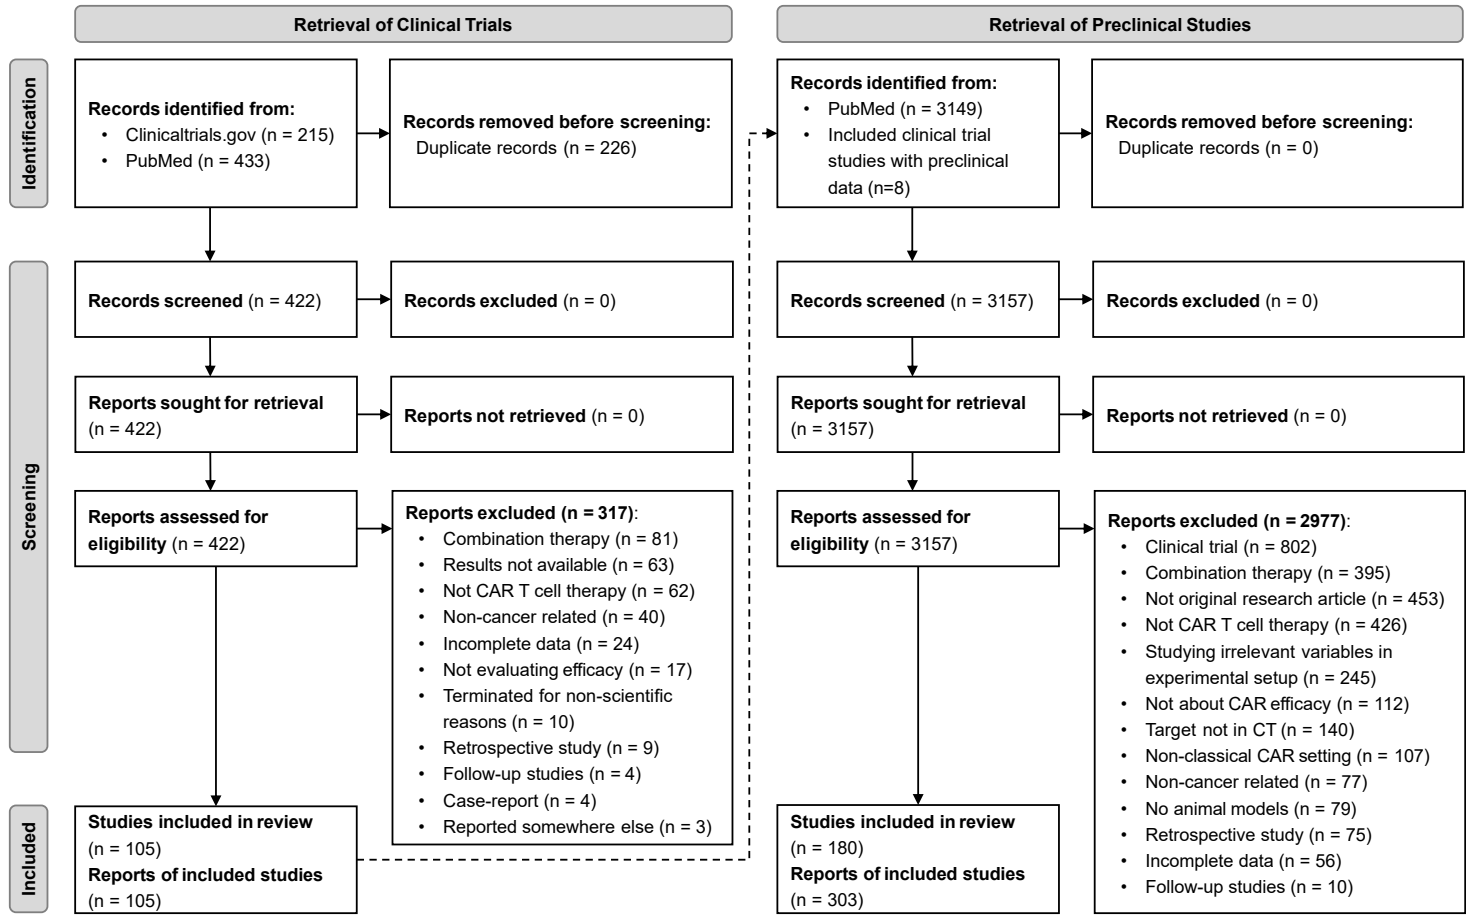 Retrieval of Clinical Trials
Retrieval of Preclinical Studies
Identification
Records identified from:
• Clinicaltrials.gov (n = 215)
• PubMed (n = 433)
Records removed before screening:
Duplicate records (n = 226)
Records identified from:
• PubMed (n = 3149)
• Included clinical trial
studies with preclinical
data (n=8)
Records removed before screening:
Duplicate records (n = 0)
Screening
Records screened (n = 422)
Records excluded (n = 0)
Records screened (n = 3157)
Records excluded (n = 0)
Reports sought for retrieval
(n = 422)
Reports not retrieved (n = 0)
Reports sought for retrieval
(n = 3157)
Reports not retrieved (n = 0)
Reports assessed for
eligibility (n = 422)
Reports excluded (n = 317):
• Combination therapy (n = 81)
• Results not available (n = 63)
• Not CAR T cell therapy (n = 62)
• Non-cancer related (n = 40)
• Incomplete data (n = 24)
• Not evaluating efficacy (n = 17)
• Terminated for non-scientific
reasons (n = 10)
• Retrospective study (n = 9)
• Follow-up studies (n = 4)
• Case-report (n = 4)
• Reported somewhere else (n = 3)
Reports assessed for
eligibility (n = 3157)
Reports excluded (n = 2977):
• Clinical trial (n = 802)
• Combination therapy (n = 395)
• Not original research article (n = 453)
• Not CAR T cell therapy (n = 426)
• Studying irrelevant variables in
experimental setup (n = 245)
• Not about CAR efficacy (n = 112)
• Target not in CT (n = 140)
• Non-classical CAR setting (n = 107)
• Non-cancer related (n = 77)
• No animal models (n = 79)
• Retrospective study (n = 75)
• Incomplete data (n = 56)
• Follow-up studies (n = 10)
Included
Studies included in review
(n = 105)
Reports of included studies
(n = 105)
Studies included in review
(n = 180)
Reports of included studies
(n = 303)